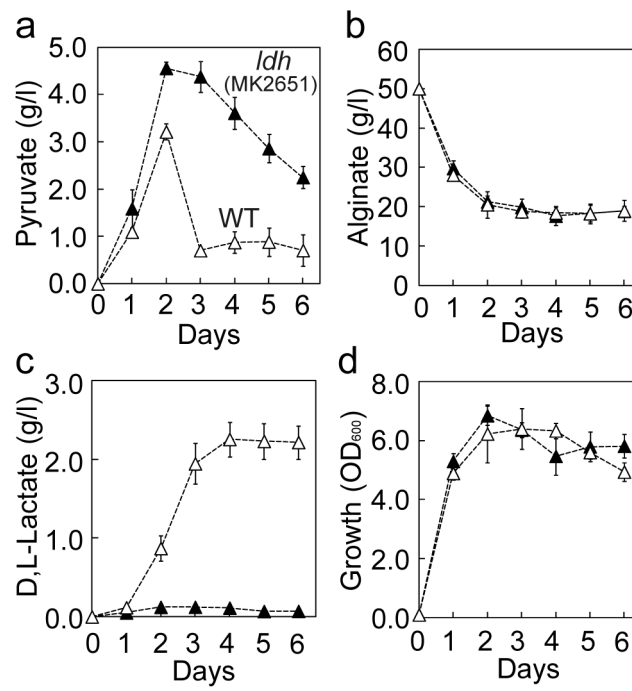 a
Pyruvate (g/l)
5.0
4.0
3.0
2.0
1.0
0.0
ldh
(MK2651)
WT
0 1 2 3 4 5 6
Days
b
Alginate (g/l)
60
50
40
30
20
10
0
0 1 2 3 4 5 6
Days
c
D,L-Lactate (g/l)
3.0
2.0
1.0
0.0
0 1 2 3 4 5 6
Days
d
Growth (OD600)
8.0
6.0
4.0
2.0
0.0
0 1 2 3 4 5 6
Days